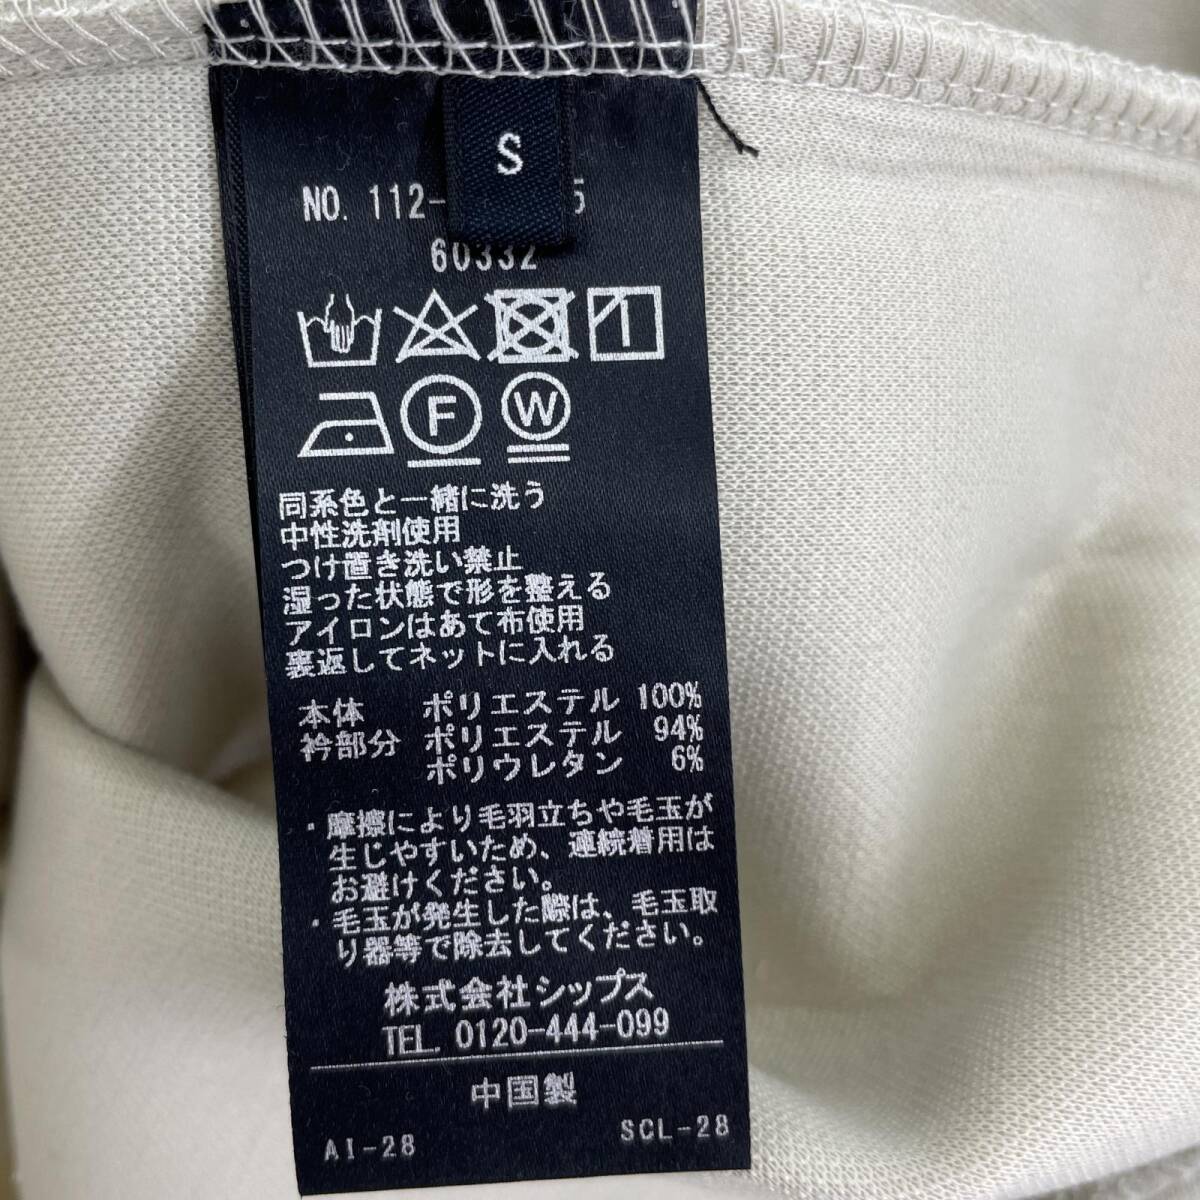 S
NO. 112- 5
60332
F W
同系色と一緒に洗う
中性洗剤使用
つけ置き洗い禁止
湿った状態で形を整える
アイロンはあて布使用
裏返してネットに入れる
本体 ポリエステル 100%
衿部分 ポリエステル 94%
ポリウレタン 6%
・摩擦により毛羽立ちや毛玉が
生じやすいため、連続着用は
お避けください。
・毛玉が発生した際は、毛玉取
り器等で除去してください。
株式会社シップス
TEL. 0120-444-099
中国製
AI-28 SCL-28